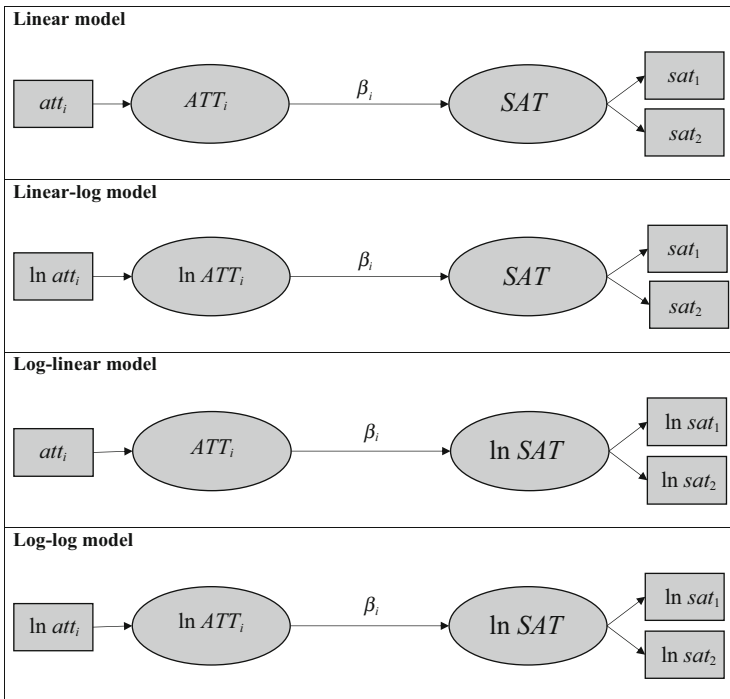 Linear model
att_i
ATT_i
β_i
SAT
sat_1
sat_2
Linear-log model
ln att_i
ln ATT_i
β_i
SAT
sat_1
sat_2
Log-linear model
att_i
ATT_i
β_i
ln SAT
ln sat_1
ln sat_2
Log-log model
ln att_i
ln ATT_i
β_i
ln SAT
ln sat_1
ln sat_2